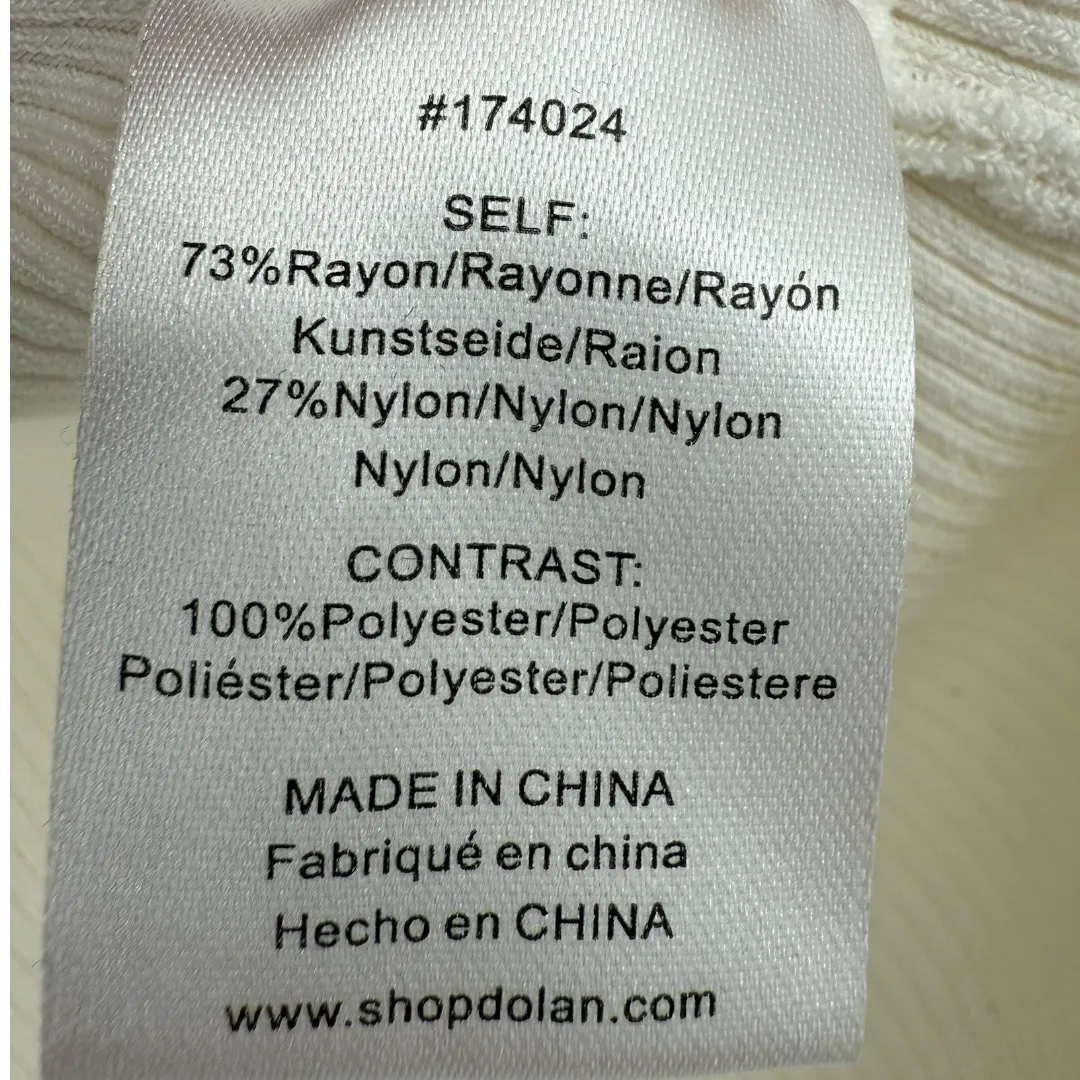 #174024
SELF:
73%Rayon/Rayonne/Rayón
Kunstseide/Raion
27%Nylon/Nylon/Nylon
Nylon/Nylon
CONTRAST:
100%Polyester/Polyester
Poliéster/Polyester/Poliestere
MADE IN CHINA
Fabriqué en china
Hecho en CHINA
www.shopdolan.com